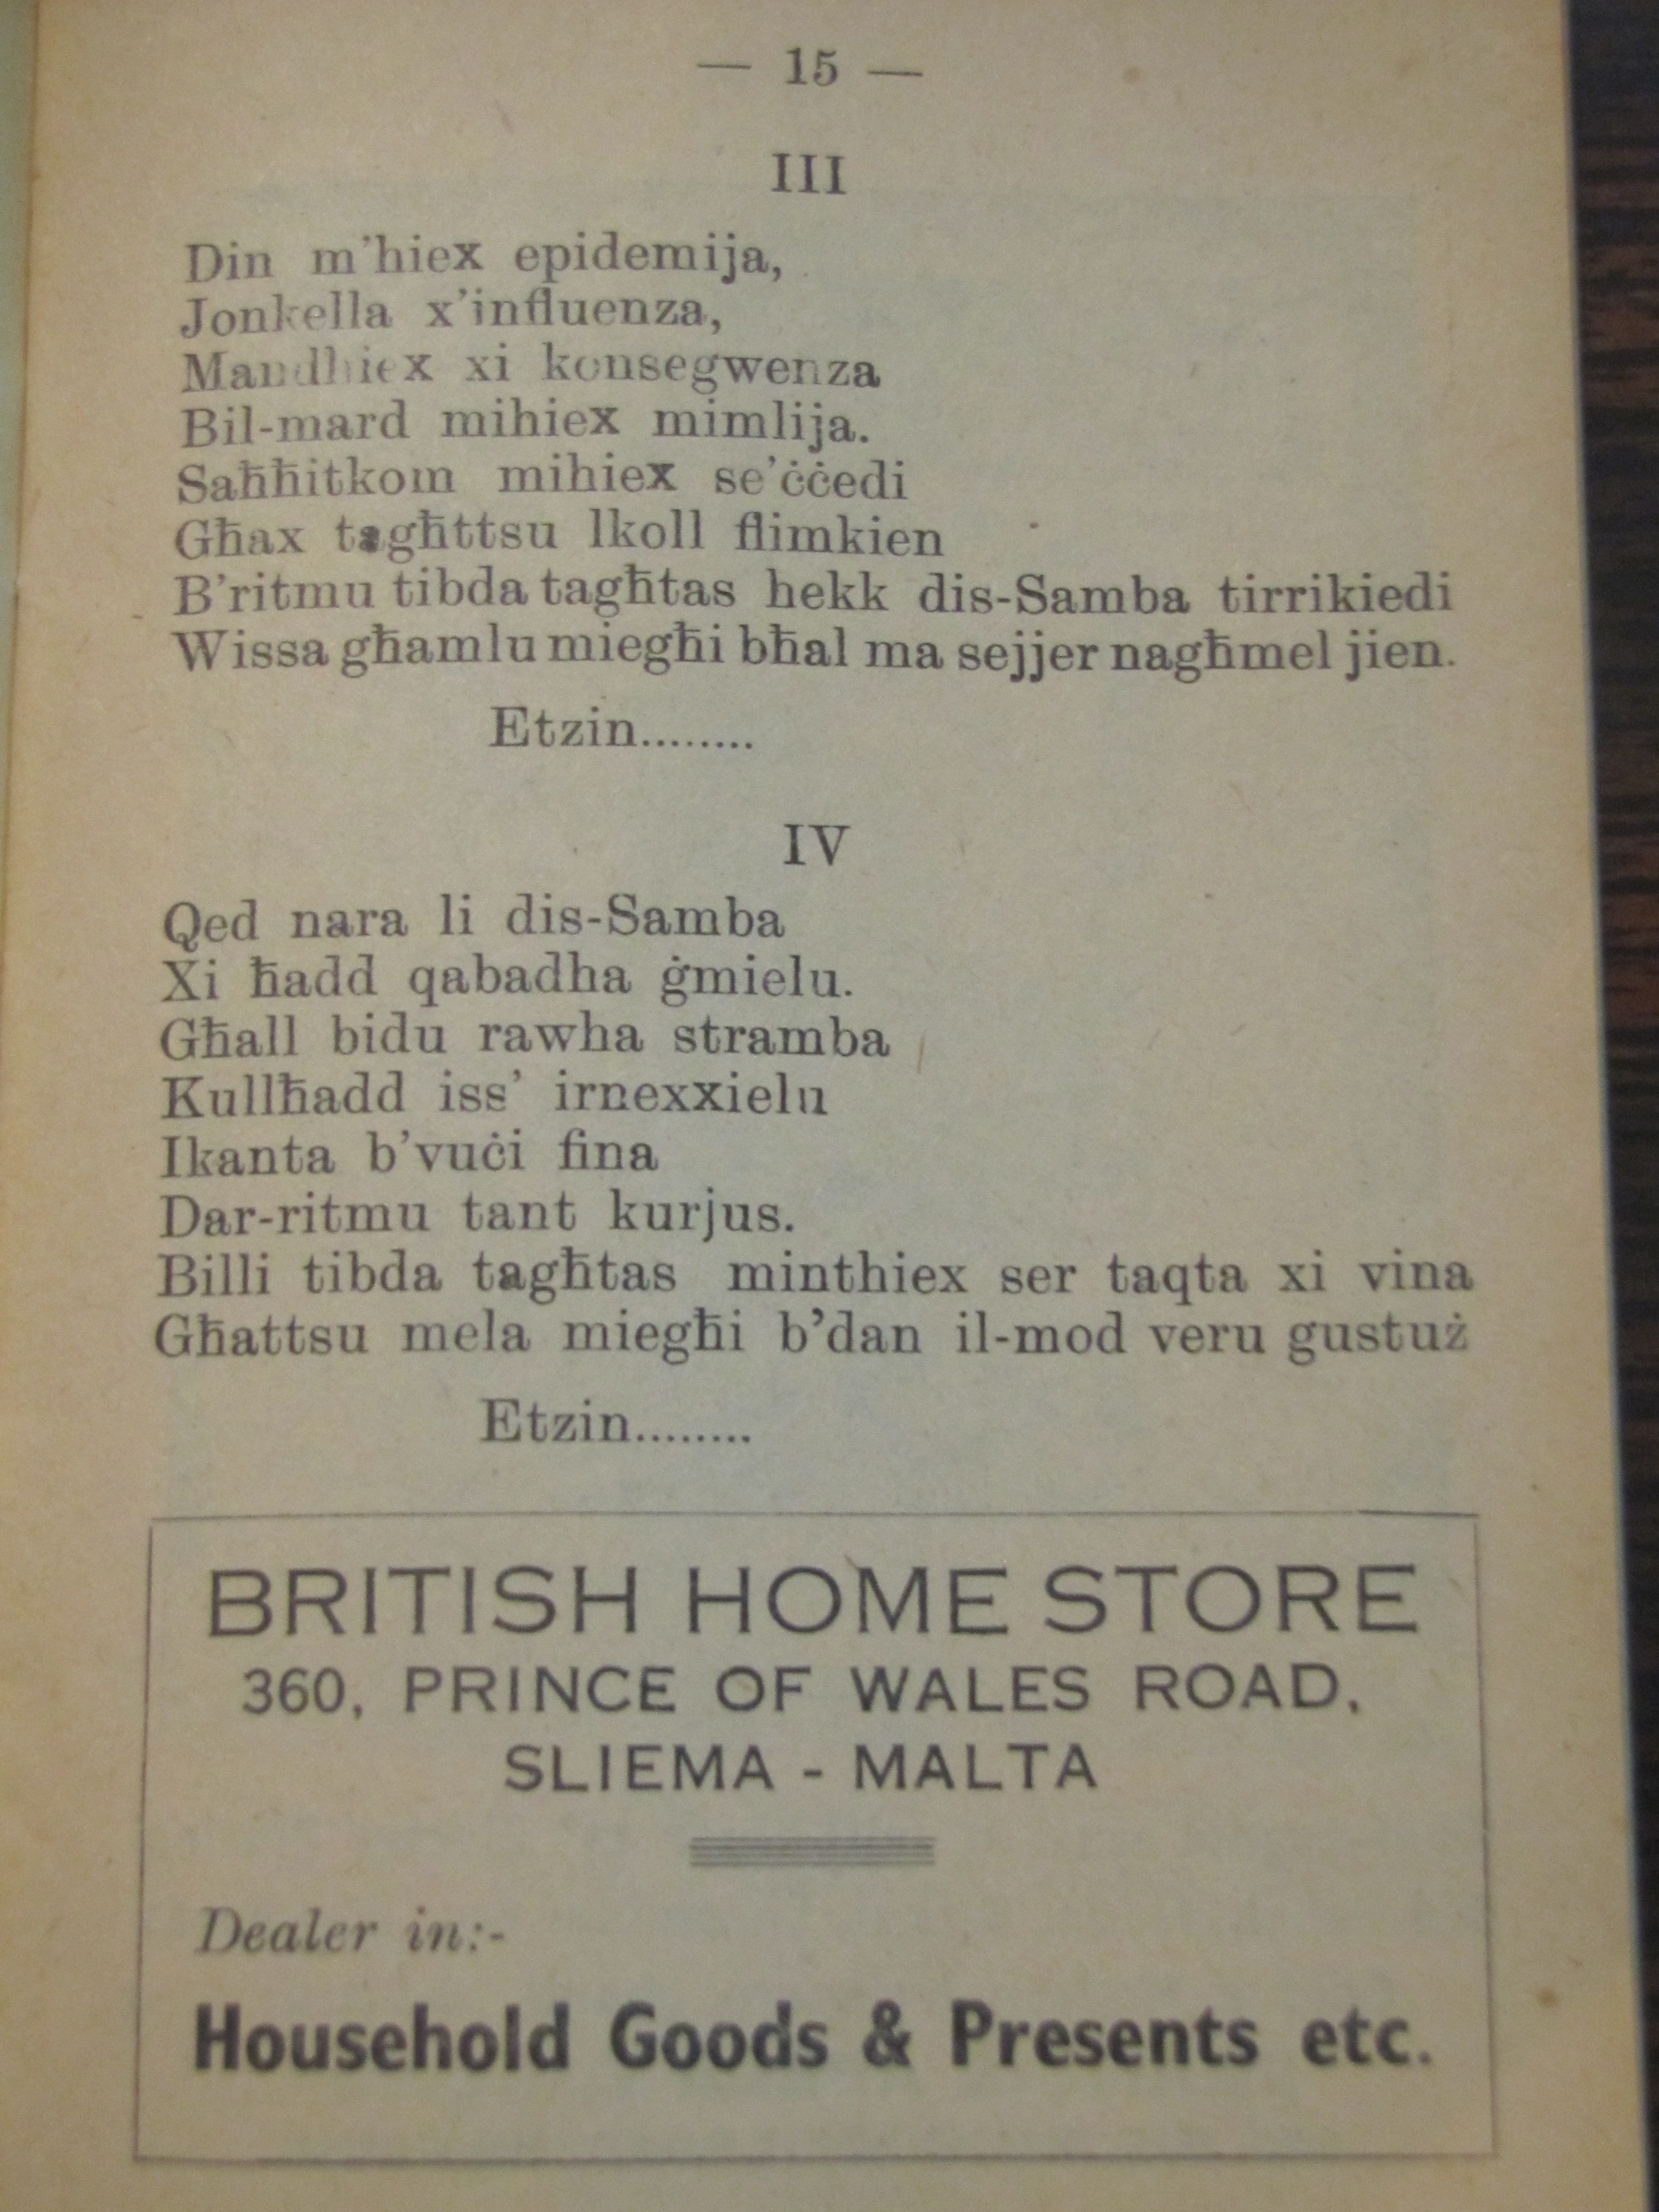 — 15 —
III
Din m'hiex epidemija,
Jonkella x'influenza,
Mandhiex xi konsegwenza
Bil-mard mihiex mimlija.
Saħħitkom mihiex se'ċċedi
Għax tagħttsu lkoll flimkien
B'ritmu tibda tagħtas hekk dis-Samba tirrikiedi
Wissa għamlu miegħi bħal ma sejjer nagħmel jien.
Etzin........
IV
Qed nara li dis-Samba
Xi ħadd qabadha ġmielu.
Għall bidu rawha stramba
Kullħadd iss' irnexxielu
Ikanta b'vuċi fina
Dar-ritmu tant kurjus.
Billi tibda tagħtas minthiex ser taqta xi vina
Għattsu mela miegħi b'dan il-mod veru gustuż
Etzin........
BRITISH HOME STORE
360, PRINCE OF WALES ROAD,
SLIEMA - MALTA
Dealer in:-
Household Goods & Presents etc.